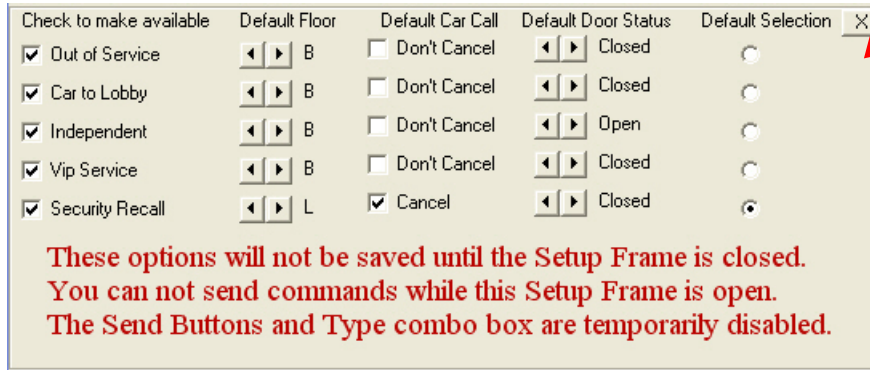 Check to make available Default Floor Default Car Call Default Door Status Default Selection X
Out of Service B Don't Cancel Closed
Car to Lobby B Don't Cancel Closed
Independent B Don't Cancel Open
Vip Service B Don't Cancel Closed
Security Recall L Cancel Closed
These options will not be saved until the Setup Frame is closed.
You can not send commands while this Setup Frame is open.
The Send Buttons and Type combo box are temporarily disabled.